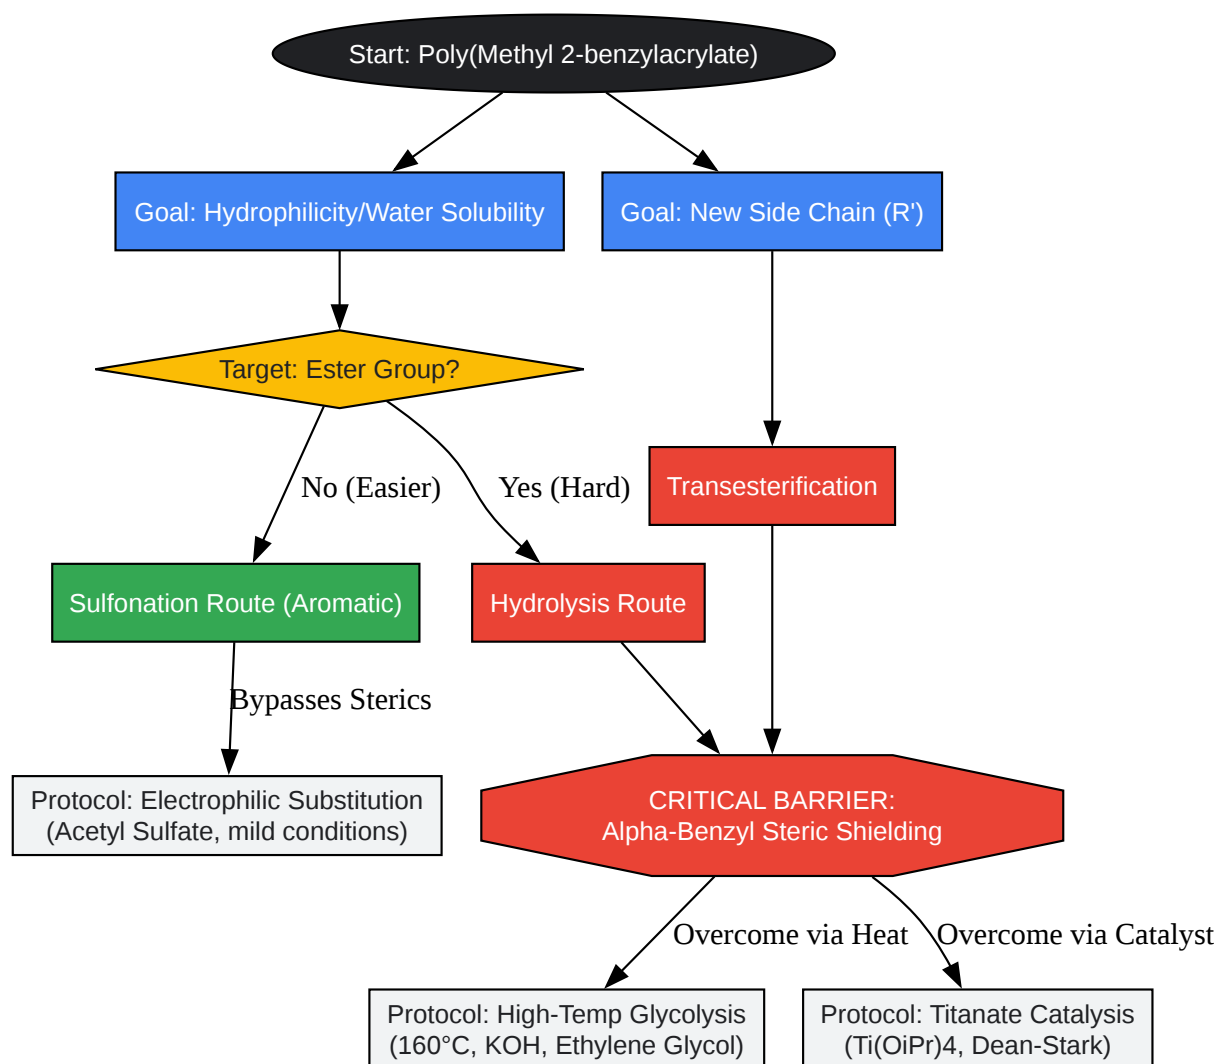 Start: Poly(Methyl 2-benzylacrylate)
Goal: Hydrophilicity/Water Solubility
Goal: New Side Chain (R')
Target: Ester Group?
No (Easier)
Yes (Hard)
Transesterification
Sulfonation Route (Aromatic)
Hydrolysis Route
Bypasses Sterics
Protocol: Electrophilic Substitution
(Acetyl Sulfate, mild conditions)
CRITICAL BARRIER:
Alpha-Benzyl Steric Shielding
Overcome via Heat
Overcome via Catalyst
Protocol: High-Temp Glycolysis
(160°C, KOH, Ethylene Glycol)
Protocol: Titanate Catalysis
(Ti(OiPr)4, Dean-Stark)